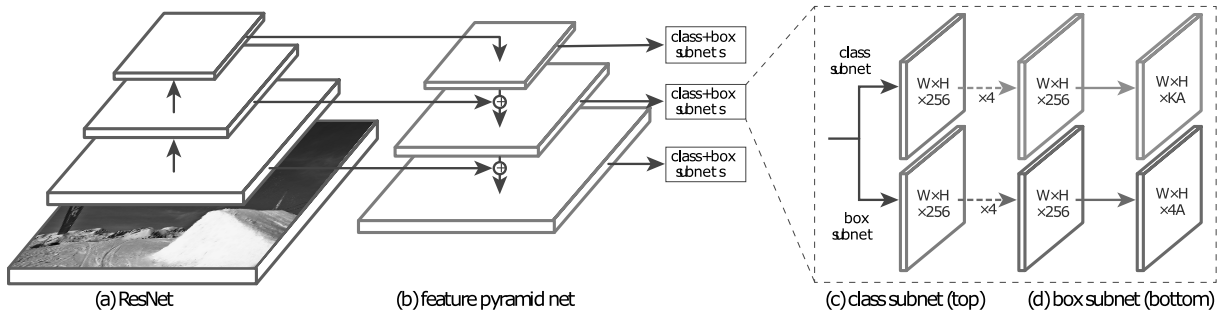 class+box
subnets
class+box
subnets
class+box
subnets
class
subnet
box
subnet
W×H
×256
×4
W×H
×256
W×H
×KA
W×H
×256
×4
W×H
×256
W×H
×4A
(a) ResNet
(b) feature pyramid net
(c) class subnet (top)
(d) box subnet (bottom)